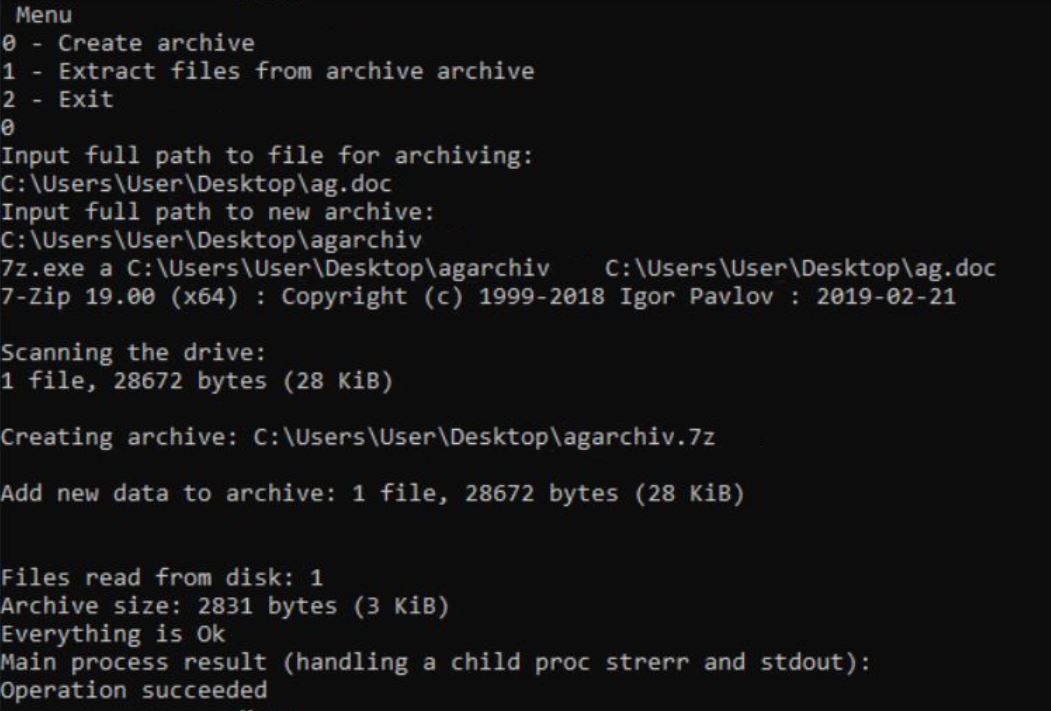 Menu
0 - Create archive
1 - Extract files from archive archive
2 - Exit
0
Input full path to file for archiving:
C:\Users\User\Desktop\ag.doc
Input full path to new archive:
C:\Users\User\Desktop\agarchiv
7z.exe a C:\Users\User\Desktop\agarchiv    C:\Users\User\Desktop\ag.doc
7-Zip 19.00 (x64) : Copyright (c) 1999-2018 Igor Pavlov : 2019-02-21
Scanning the drive:
1 file, 28672 bytes (28 KiB)
Creating archive: C:\Users\User\Desktop\agarchiv.7z
Add new data to archive: 1 file, 28672 bytes (28 KiB)
Files read from disk: 1
Archive size: 2831 bytes (3 KiB)
Everything is Ok
Main process result (handling a child proc strerr and stdout):
Operation succeeded